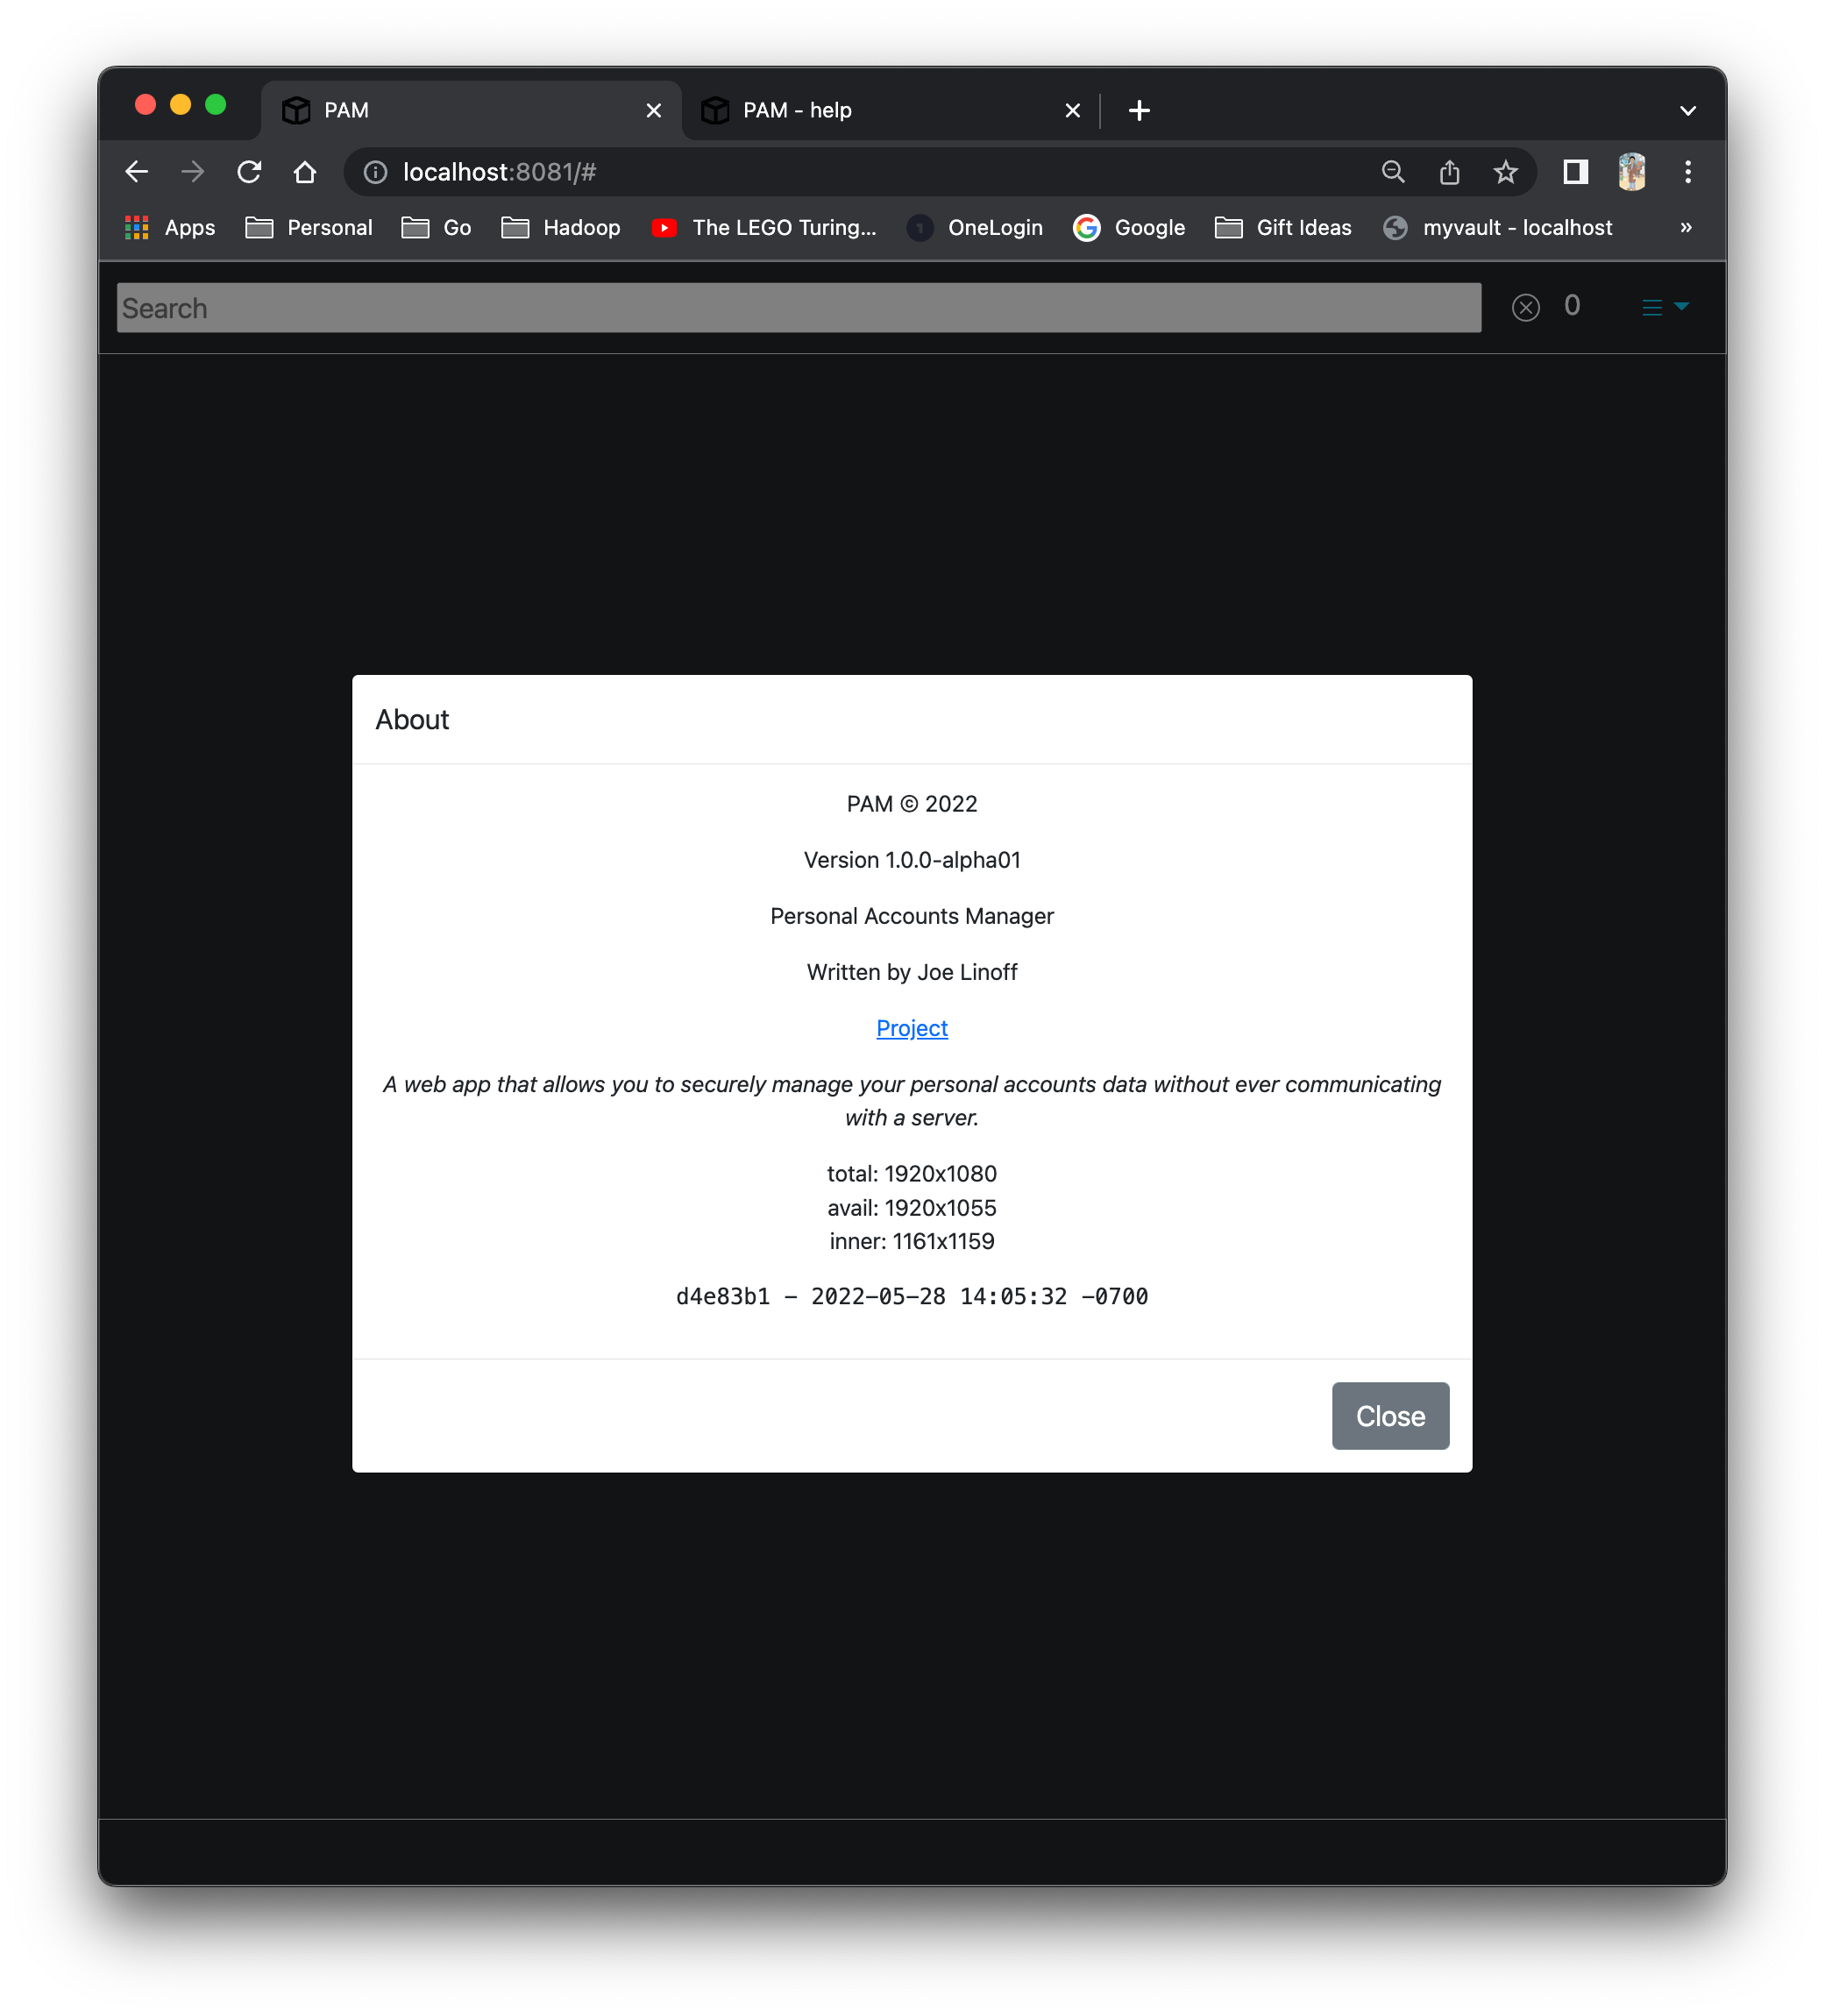 PAM
PAM - help
localhost:8081/#
Apps
Personal
Go
Hadoop
The LEGO Turing...
OneLogin
Google
Gift Ideas
myvault - localhost
»
Search
0
About
PAM © 2022
Version 1.0.0-alpha01
Personal Accounts Manager
Written by Joe Linoff
Project
A web app that allows you to securely manage your personal accounts data without ever communicating
with a server.
total: 1920x1080
avail: 1920x1055
inner: 1161x1159
d4e83b1 - 2022-05-28 14:05:32 -0700
Close